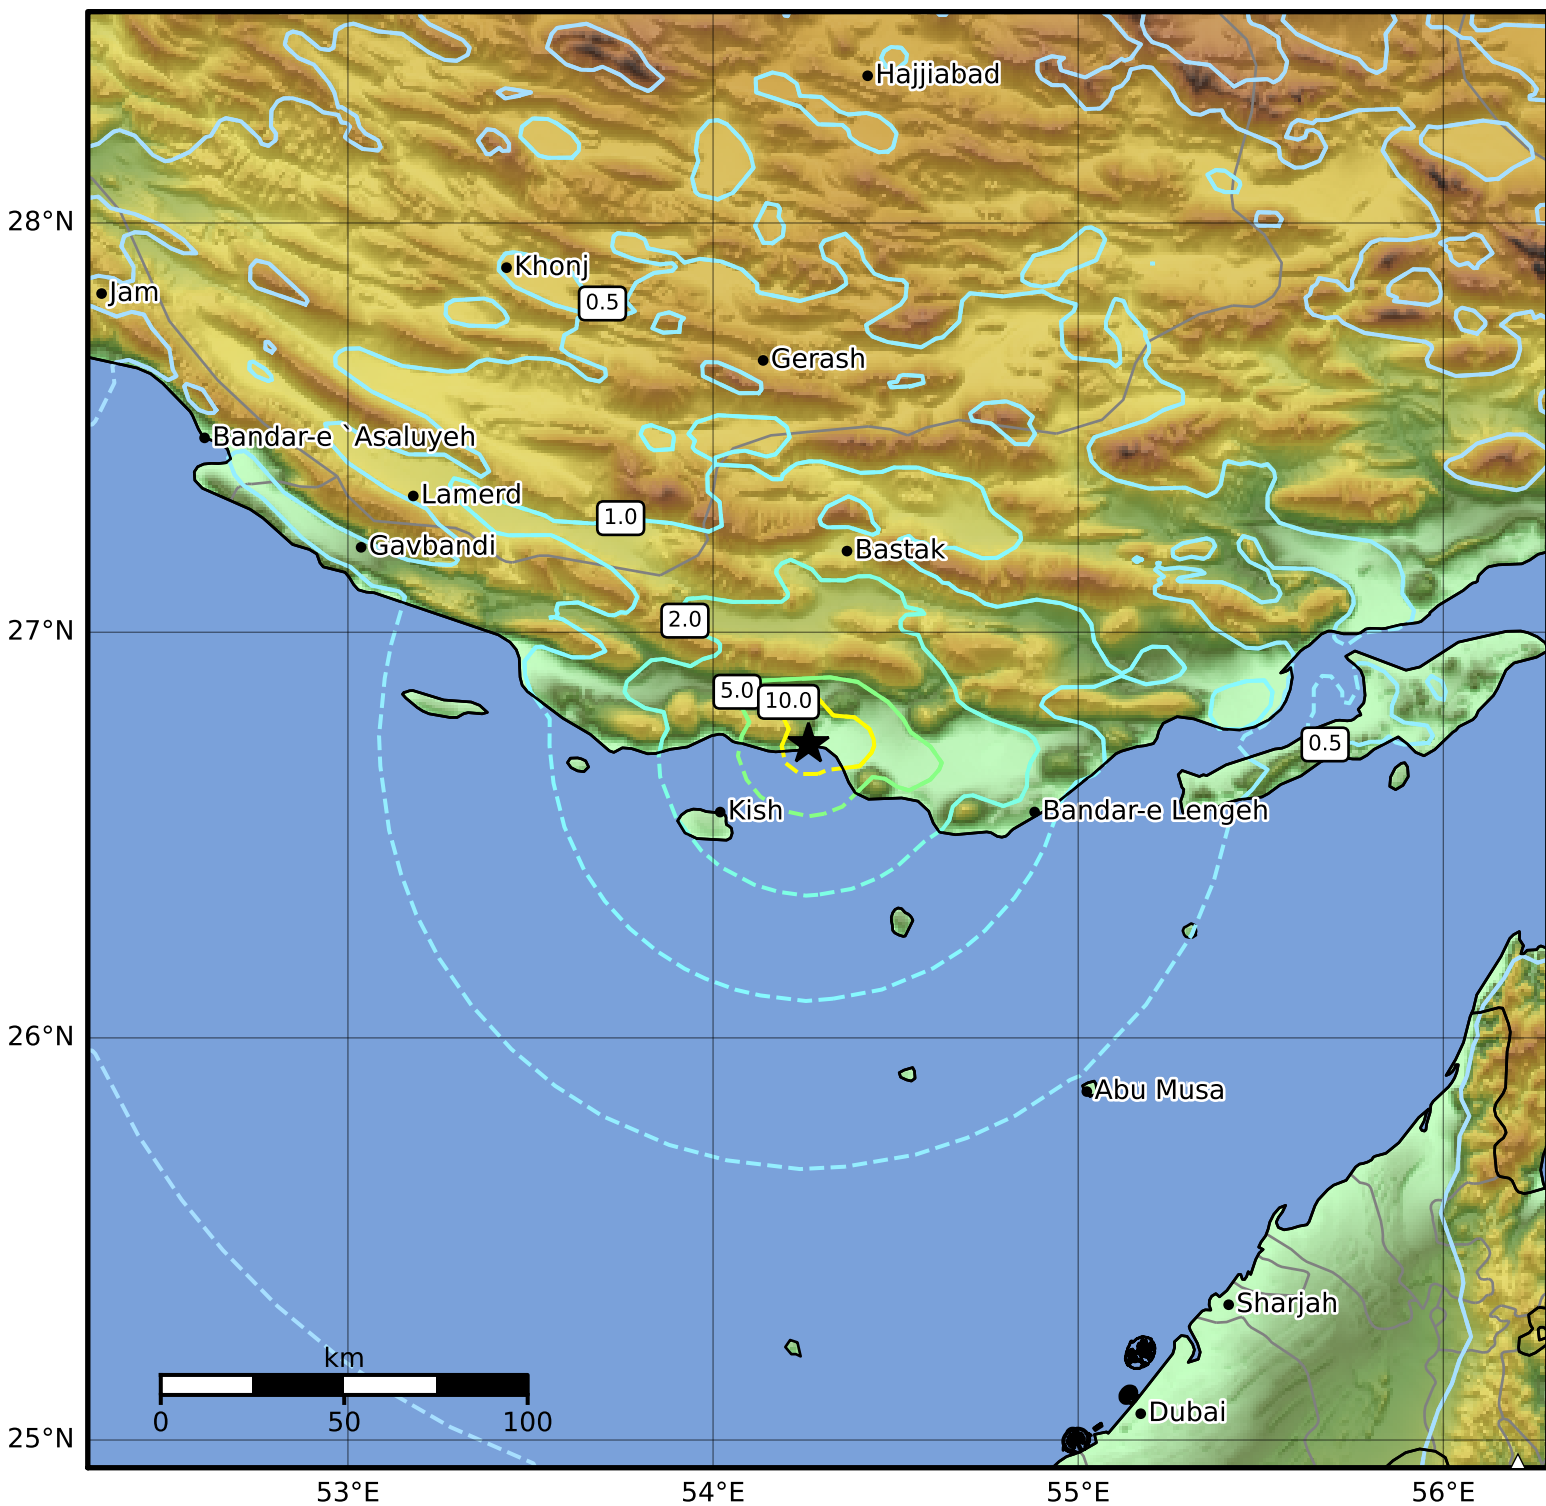 Hajjiabad
28°N
Khonj
Jam
0.5
Gerash
Bandar-e `Asaluyeh
Lamerd
1.0
Gavbandi
Bastak
27°N
2.0
5.0
10.0
0.5
Kish
Bandar-e Lengeh
26°N
Abu Musa
Sharjah
km
0
50
100
Dubai
25°N
53°E
54°E
55°E
56°E